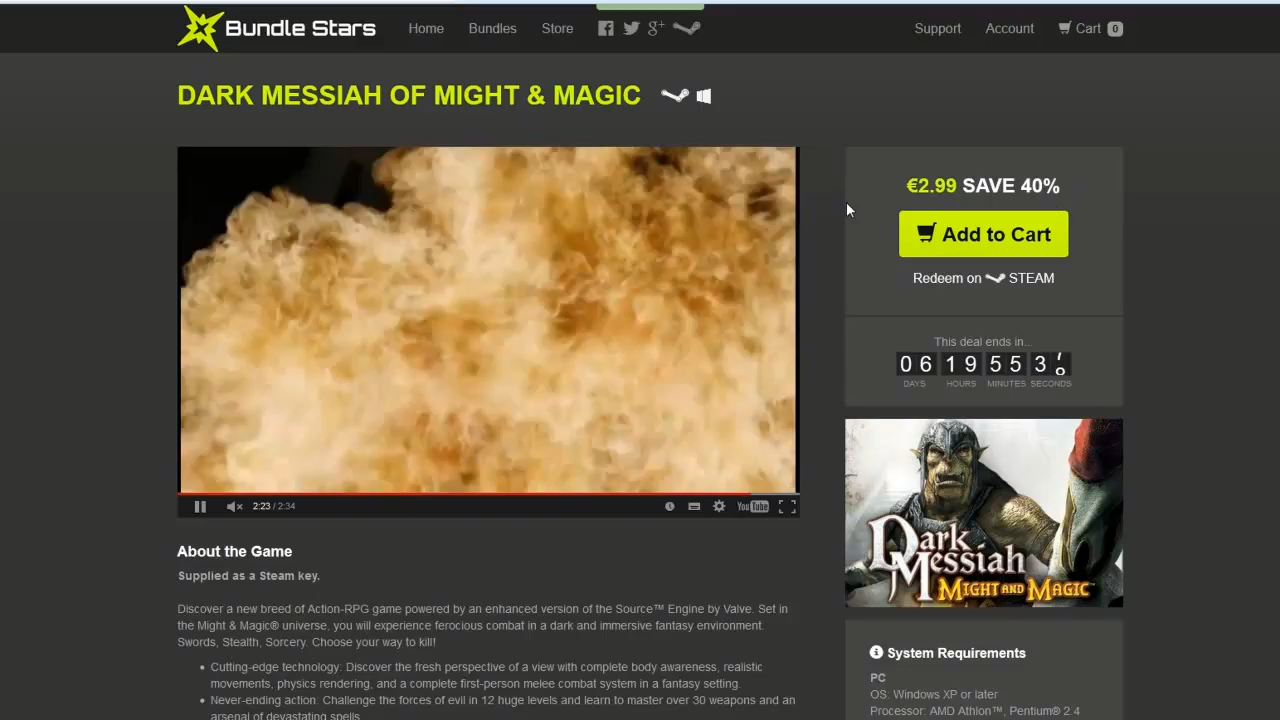 Bundle Stars
Home
Bundles
Store
Support
Account
Cart 0
DARK MESSIAH OF MIGHT & MAGIC
€2.99 SAVE 40%
Add to Cart
Redeem on STEAM
This deal ends in...
06 19 55 3
DAYS HOURS MINUTES SECONDS
2:23 / 2:34
YouTube
Dark
Messiah
MIGHT AND MAGIC™
About the Game
Supplied as a Steam key.
Discover a new breed of Action-RPG game powered by an enhanced version of the Source™ Engine by Valve. Set in
the Might & Magic® universe, you will experience ferocious combat in a dark and immersive fantasy environment.
Swords, Stealth, Sorcery. Choose your way to kill!
Cutting-edge technology: Discover the fresh perspective of a view with complete body awareness, realistic
movements, physics rendering, and a complete first-person melee combat system in a fantasy setting.
Never-ending action: Challenge the forces of evil in 12 huge levels and learn to master over 30 weapons and an
arsenal of devastating spells.
System Requirements
PC
OS: Windows XP or later
Processor: AMD Athlon™, Pentium® 2.4